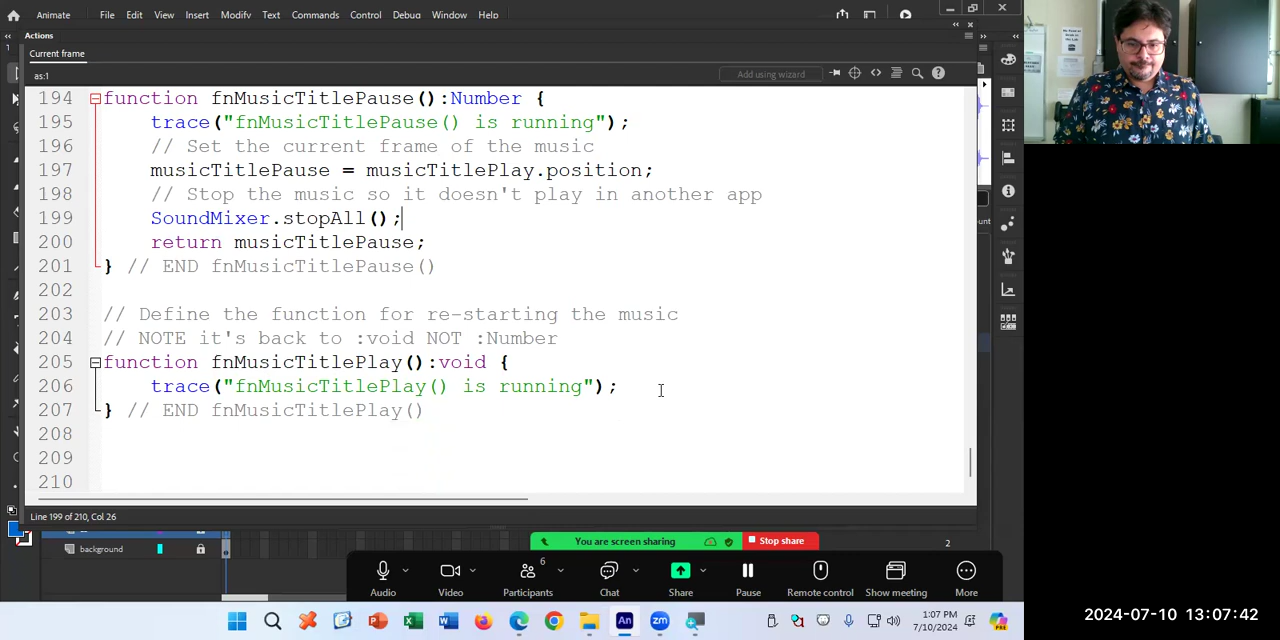 Animate File Edit View Insert Modify Text Commands Control Debug Window Help
Actions
Current frame
as:1
Add using wizard
194 function fnMusicTitlePause():Number {
195 trace("fnMusicTitlePause() is running");
196 // Set the current frame of the music
197 musicTitlePause = musicTitlePlay.position;
198 // Stop the music so it doesn't play in another app
199 SoundMixer.stopAll();
200 return musicTitlePause;
201 } // END fnMusicTitlePause()
202
203 // Define the function for re-starting the music
204 // NOTE it's back to :void NOT :Number
205 function fnMusicTitlePlay():void {
206 trace("fnMusicTitlePlay() is running");
207 } // END fnMusicTitlePlay()
208
209
210
Line 199 of 210, Col 26
background
You are screen sharing Stop share
2
6
Audio Video Participants Chat Share Pause Remote control Show meeting More
1:07 PM
7/10/2024
2024-07-10 13:07:42